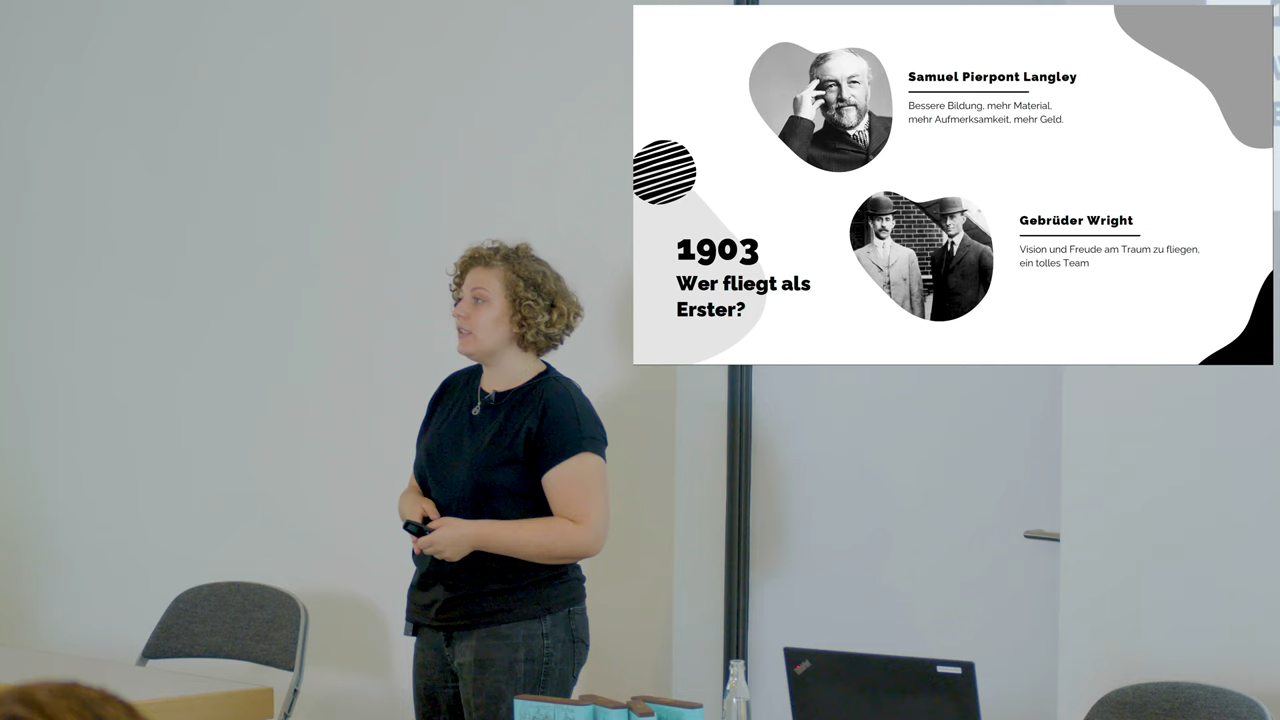 Samuel Pierpont Langley
Bessere Bildung, mehr Material,
mehr Aufmerksamkeit, mehr Geld.
Gebrüder Wright
Vision und Freude am Traum zu fliegen,
ein tolles Team
1903
Wer fliegt als
Erster?